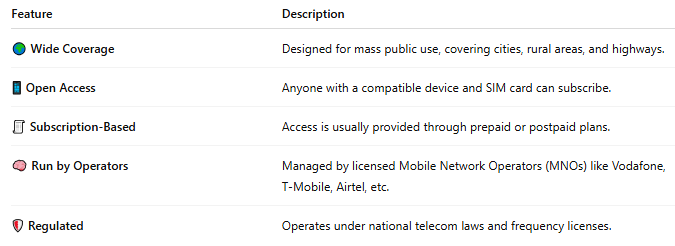 Feature Description
🌍 Wide Coverage Designed for mass public use, covering cities, rural areas, and highways.
📱 Open Access Anyone with a compatible device and SIM card can subscribe.
🧾 Subscription-Based Access is usually provided through prepaid or postpaid plans.
🧠 Run by Operators Managed by licensed Mobile Network Operators (MNOs) like Vodafone,
T-Mobile, Airtel, etc.
🛡 Regulated Operates under national telecom laws and frequency licenses.